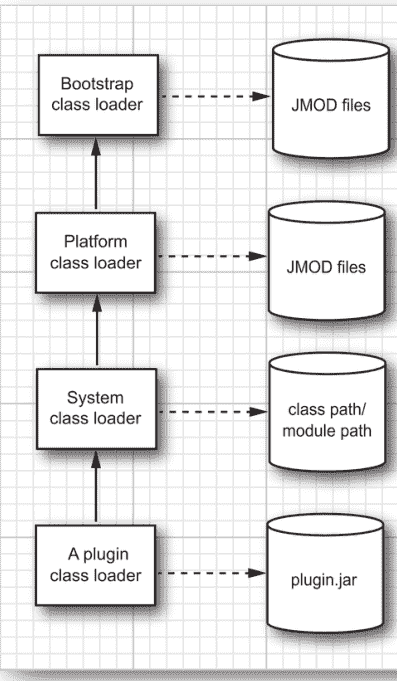 Bootstrap
class loader
JMOD files
Platform
class loader
JMOD files
System
class loader
class path/
module path
A plugin
class loader
plugin.jar